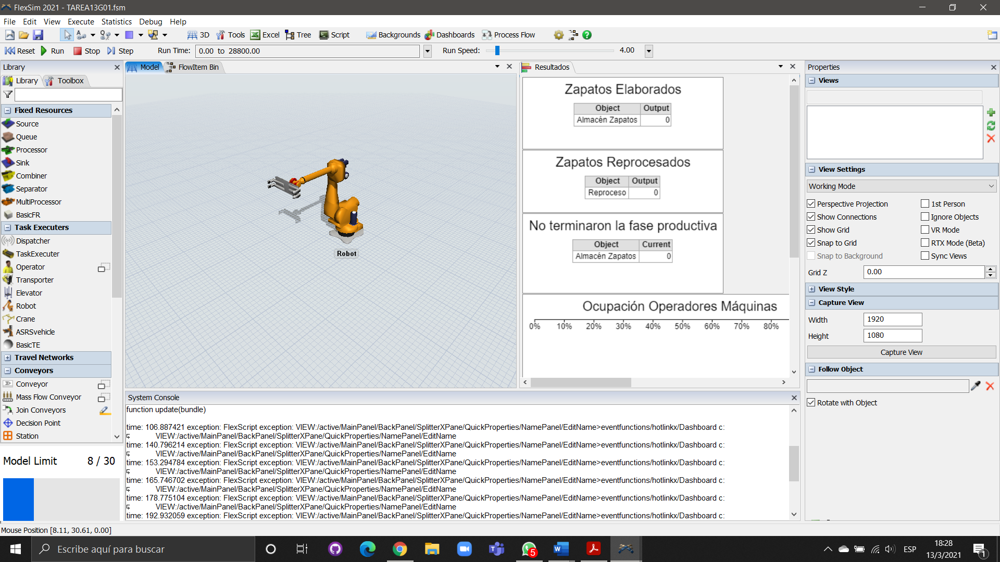 FlexSim 2021 - TAREA13G01.fsm
File Edit View Execute Statistics Debug Help
3D Tools Excel Tree Script Backgrounds Dashboards Process Flow
Reset Run Stop Step Run Time: 0.00 to 28800.00 Run Speed: 4.00
Library
Library Toolbox
Fixed Resources
Source
Queue
Processor
Sink
Combiner
Separator
MultiProcessor
BasicFR
Task Executers
Dispatcher
TaskExecuter
Operator
Transporter
Elevator
Robot
Crane
ASRSvehicle
BasicTE
Travel Networks
Conveyors
Conveyor
Mass Flow Conveyor
Join Conveyors
Decision Point
Station
Model Limit 8 / 30
Model FlowItem Bin
Robot
Resultados
Zapatos Elaborados
Object Output
Almacén Zapatos 0
Zapatos Reprocesados
Object Output
Reproceso 0
No terminaron la fase productiva
Object Current
Almacén Zapatos 0
Ocupación Operadores Máquinas
0% 10% 20% 30% 40% 50% 60% 70% 80%
System Console
function update(bundle)
time: 106.887421 exception: FlexScript exception: VIEW:/active/MainPanel/BackPanel/SplitterXPane/QuickProperties/NamePanel/EditName>eventfunctions/hotlinkx/Dashboard c:
VIEW:/active/MainPanel/BackPanel/SplitterXPane/QuickProperties/NamePanel/EditName
time: 140.796214 exception: FlexScript exception: VIEW:/active/MainPanel/BackPanel/SplitterXPane/QuickProperties/NamePanel/EditName>eventfunctions/hotlinkx/Dashboard c:
VIEW:/active/MainPanel/BackPanel/SplitterXPane/QuickProperties/NamePanel/EditName
time: 153.294784 exception: FlexScript exception: VIEW:/active/MainPanel/BackPanel/SplitterXPane/QuickProperties/NamePanel/EditName>eventfunctions/hotlinkx/Dashboard c:
VIEW:/active/MainPanel/BackPanel/SplitterXPane/QuickProperties/NamePanel/EditName
time: 165.746702 exception: FlexScript exception: VIEW:/active/MainPanel/BackPanel/SplitterXPane/QuickProperties/NamePanel/EditName>eventfunctions/hotlinkx/Dashboard c:
VIEW:/active/MainPanel/BackPanel/SplitterXPane/QuickProperties/NamePanel/EditName
time: 178.775104 exception: FlexScript exception: VIEW:/active/MainPanel/BackPanel/SplitterXPane/QuickProperties/NamePanel/EditName>eventfunctions/hotlinkx/Dashboard c:
VIEW:/active/MainPanel/BackPanel/SplitterXPane/QuickProperties/NamePanel/EditName
time: 192.932059 exception: FlexScript exception: VIEW:/active/MainPanel/BackPanel/SplitterXPane/QuickProperties/NamePanel/EditName>eventfunctions/hotlinkx/Dashboard c:
Properties
Views
View Settings
Working Mode
Perspective Projection 1st Person
Show Connections Ignore Objects
Show Grid VR Mode
Snap to Grid RTX Mode (Beta)
Snap to Background Sync Views
Grid Z 0.00
View Style
Capture View
Width 1920
Height 1080
Capture View
Follow Object
Rotate with Object
Mouse Position [8.11, 30.61, 0.00]
Escribe aquí para buscar
5
ESP
18:28
13/3/2021
1